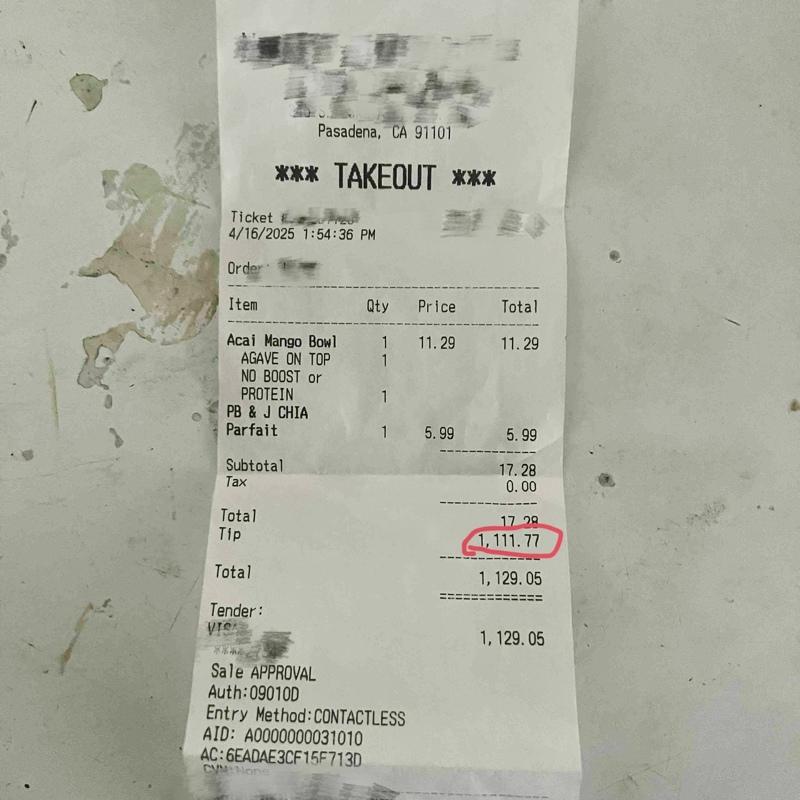 Pasadena, CA 91101
*** TAKEOUT ***
Ticket
4/16/2025 1:54:36 PM
Order
Item Qty Price Total
Acai Mango Bowl 1 11.29 11.29
AGAVE ON TOP 1
NO BOOST or
PROTEIN 1
PB & J CHIA
Parfait 1 5.99 5.99
Subtotal 17.28
Tax 0.00
Total 17.28
Tip 1,111.77
Total 1,129.05
Tender:
VISA 1,129.05
Sale APPROVAL
Auth:09010D
Entry Method:CONTACTLESS
AID: A0000000031010
AC:6EADAE3CF15F713D
CVM:None